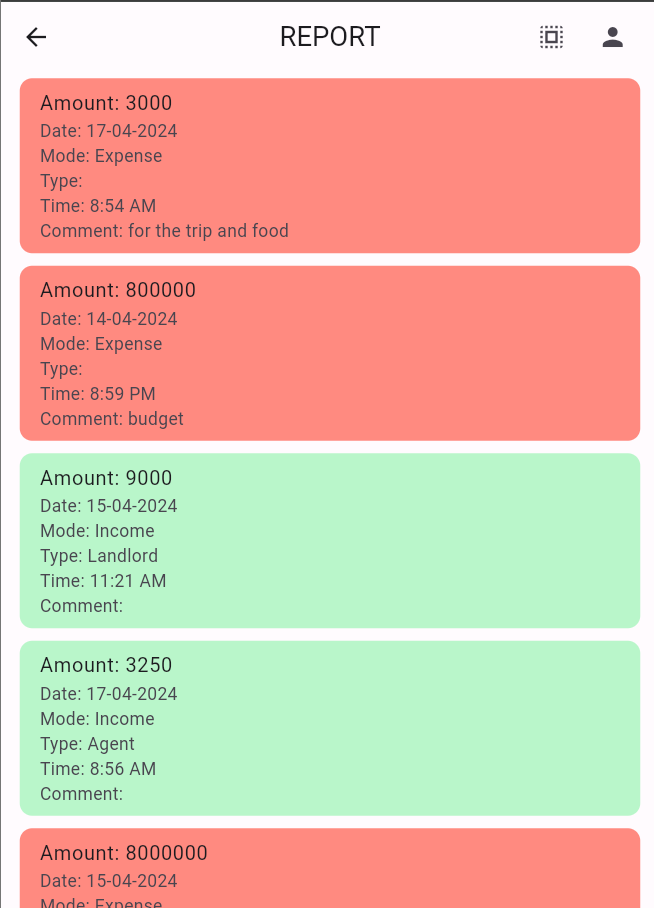 REPORT
Amount: 3000
Date: 17-04-2024
Mode: Expense
Type:
Time: 8:54 AM
Comment: for the trip and food
Amount: 800000
Date: 14-04-2024
Mode: Expense
Type:
Time: 8:59 PM
Comment: budget
Amount: 9000
Date: 15-04-2024
Mode: Income
Type: Landlord
Time: 11:21 AM
Comment:
Amount: 3250
Date: 17-04-2024
Mode: Income
Type: Agent
Time: 8:56 AM
Comment:
Amount: 8000000
Date: 15-04-2024
Mode: Expense